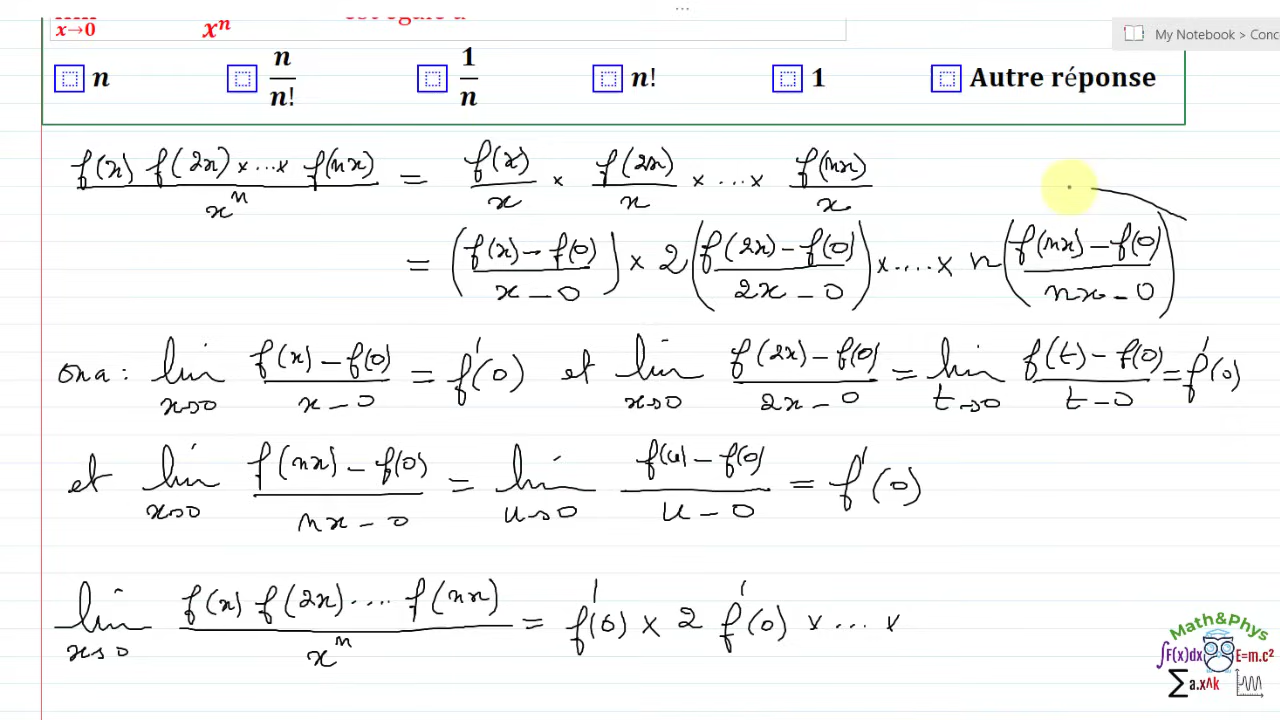 ...
x→0 xⁿ est égale à
My Notebook > Conc
n n/n! 1/n n! 1 Autre réponse
f(x) f(2x) × ... × f(nx) / xⁿ = f(x)/x × f(2x)/x × ... × f(nx)/x
= ((f(x) − f(0))/(x − 0)) × 2 ((f(2x) − f(0))/(2x − 0)) × .... × n ((f(nx) − f(0))/(nx − 0))
on a : lim x→0 (f(x) − f(0))/(x − 0) = f'(0) et lim x→0 (f(2x) − f(0))/(2x − 0) = lim t→0 (f(t) − f(0))/(t − 0) = f'(0)
et lim x→0 (f(nx) − f(0))/(nx − 0) = lim u→0 (f(u) − f(0))/(u − 0) = f'(0)
lim x→0 f(x) f(2x) .... f(nx) / xⁿ = f'(0) × 2 f'(0) × ... ×
Math&Phys
∫F(x)dx E=m.c²
∑ a.x^k